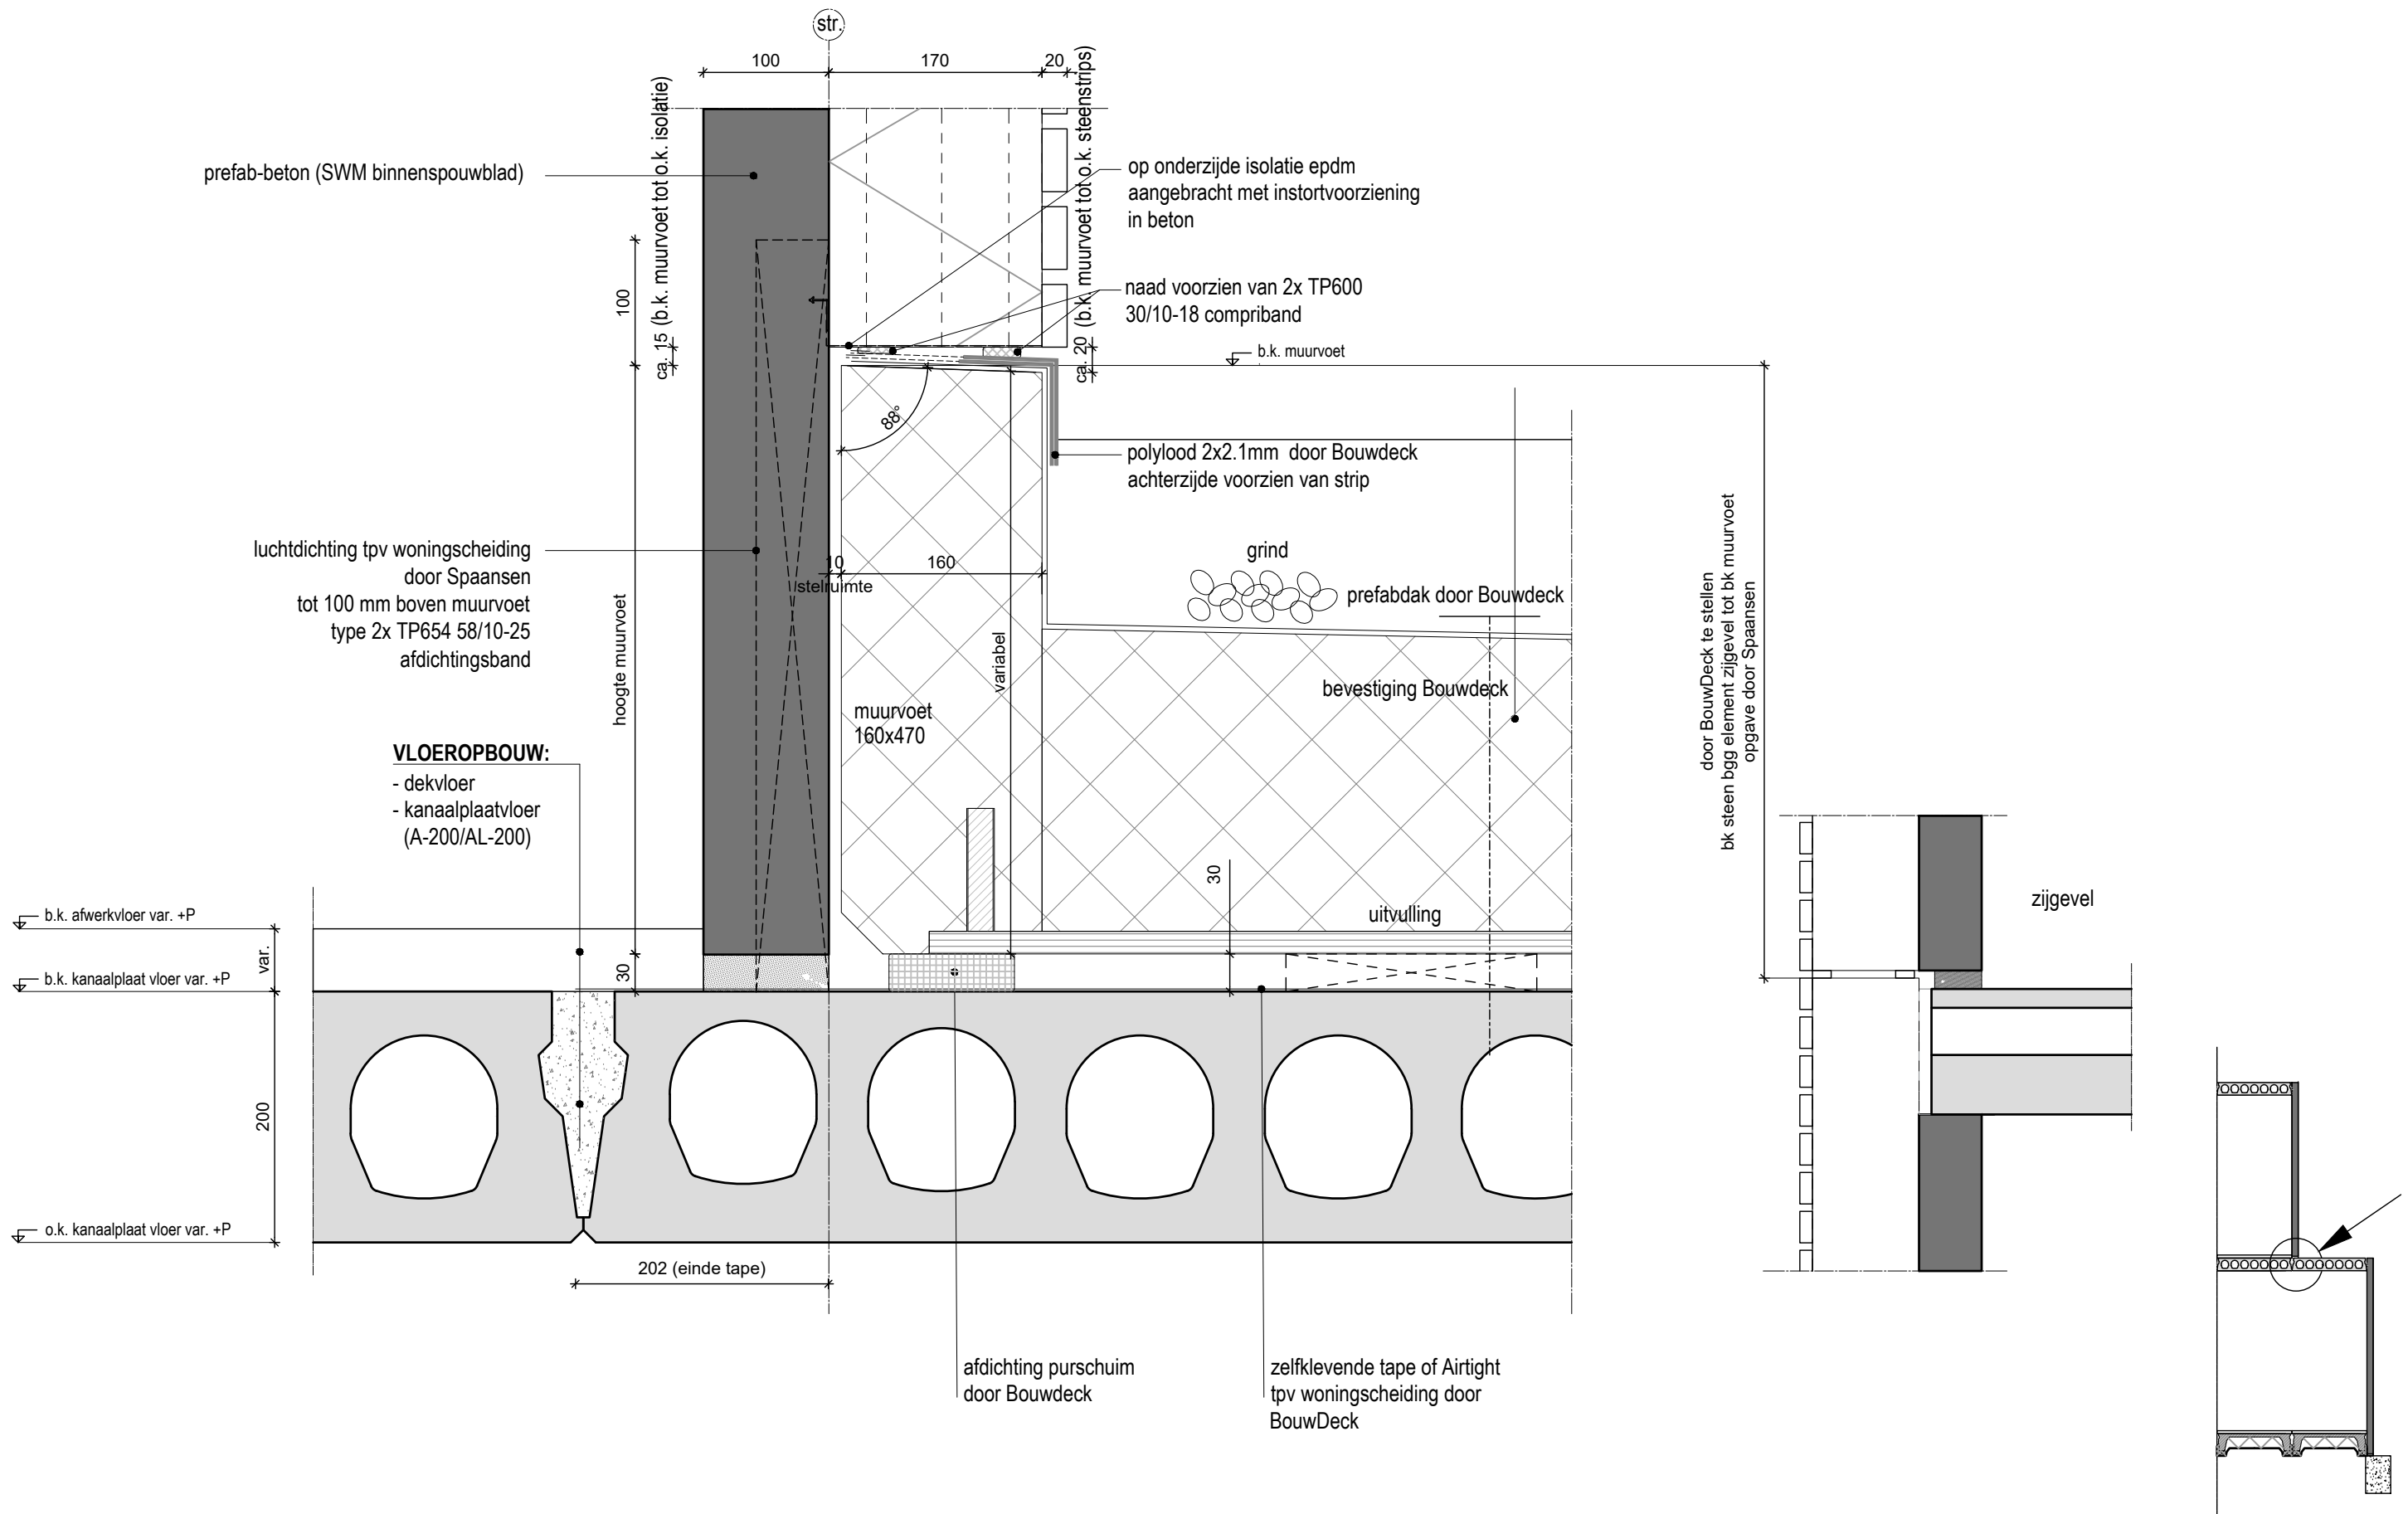 str.
100
170
20
ca. 15 (b.k. muurvoet tot o.k. isolatie)
ca. 20 (b.k. muurvoet tot o.k. steenstrips)
prefab-beton (SWM binnenspouwblad)
op onderzijde isolatie epdm
aangebracht met instortvoorziening
in beton
100
naad voorzien van 2x TP600
30/10-18 compriband
b.k. muurvoet
88°
polylood 2x2.1mm door Bouwdeck
achterzijde voorzien van strip
luchtdichting tpv woningscheiding
door Spaansen
tot 100 mm boven muurvoet
type 2x TP654 58/10-25
afdichtingsband
10
stelruimte
160
grind
prefabdak door Bouwdeck
hoogte muurvoet
variabel
bevestiging Bouwdeck
muurvoet
160x470
door BouwDeck te stellen
bk steen bgg element zijgevel tot bk muurvoet
opgave door Spaansen
VLOEROPBOUW:
- dekvloer
- kanaalplaatvloer
(A-200/AL-200)
30
uitvulling
zijgevel
b.k. afwerkvloer var. +P
var.
b.k. kanaalplaat vloer var. +P
30
200
o.k. kanaalplaat vloer var. +P
202 (einde tape)
afdichting purschuim
door Bouwdeck
zelfklevende tape of Airtight
tpv woningscheiding door
BouwDeck